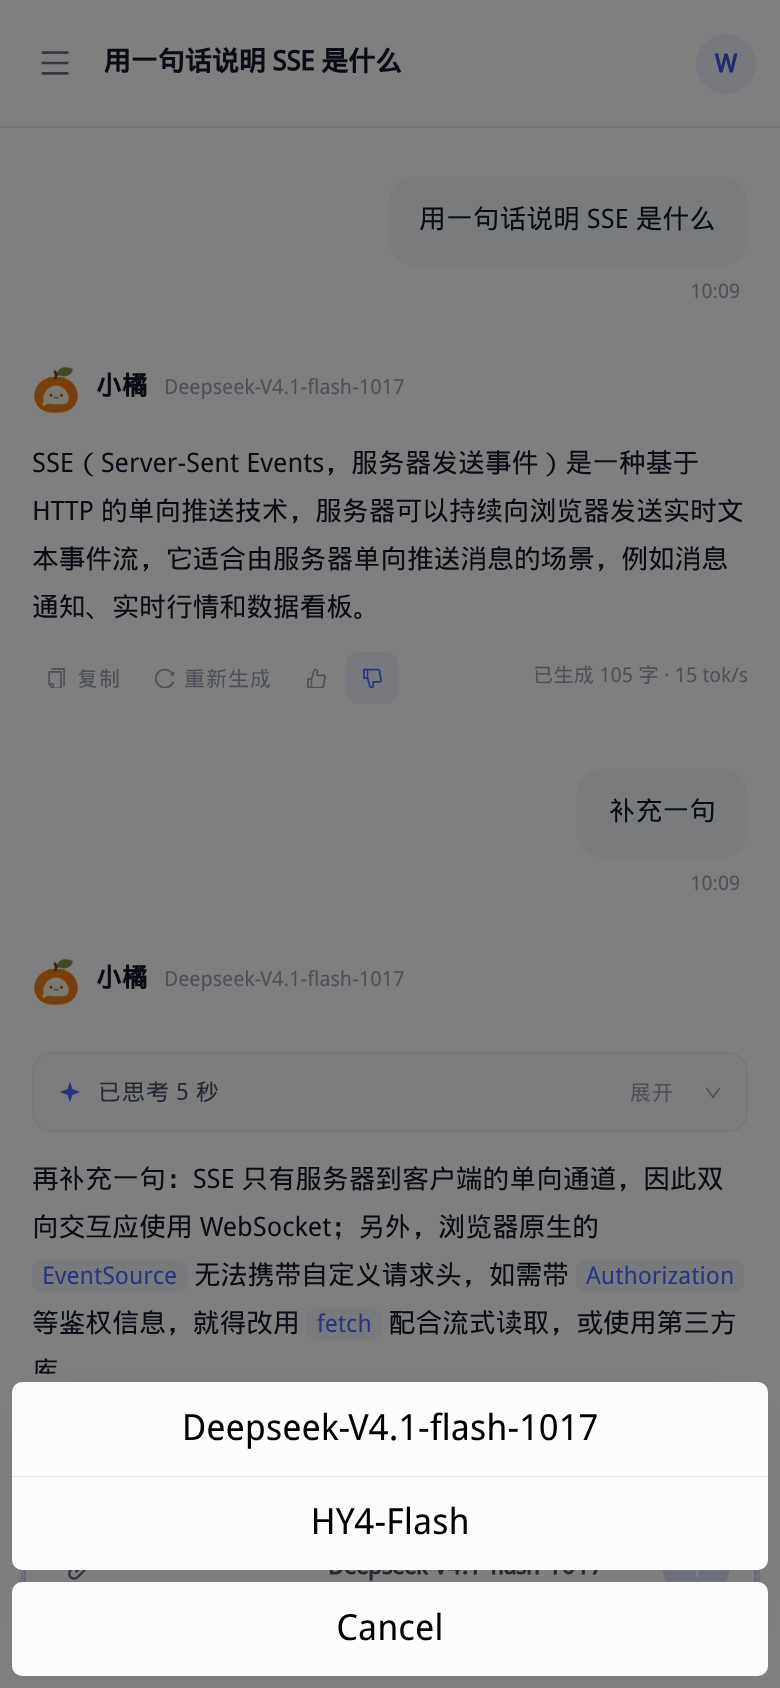 用一句话说明 SSE 是什么
W
用一句话说明 SSE 是什么
10:09
小橘 Deepseek-V4.1-flash-1017
SSE（Server-Sent Events，服务器发送事件）是一种基于
HTTP 的单向推送技术，服务器可以持续向浏览器发送实时文
本事件流，它适合由服务器单向推送消息的场景，例如消息
通知、实时行情和数据看板。
复制 重新生成 已生成 105 字 · 15 tok/s
补充一句
10:09
小橘 Deepseek-V4.1-flash-1017
已思考 5 秒 展开
再补充一句：SSE 只有服务器到客户端的单向通道，因此双
向交互应使用 WebSocket；另外，浏览器原生的
EventSource 无法携带自定义请求头，如需带 Authorization
等鉴权信息，就得改用 fetch 配合流式读取，或使用第三方
库
Deepseek-V4.1-flash-1017
HY4-Flash
Deepseek-V4.1-flash-1017
Cancel